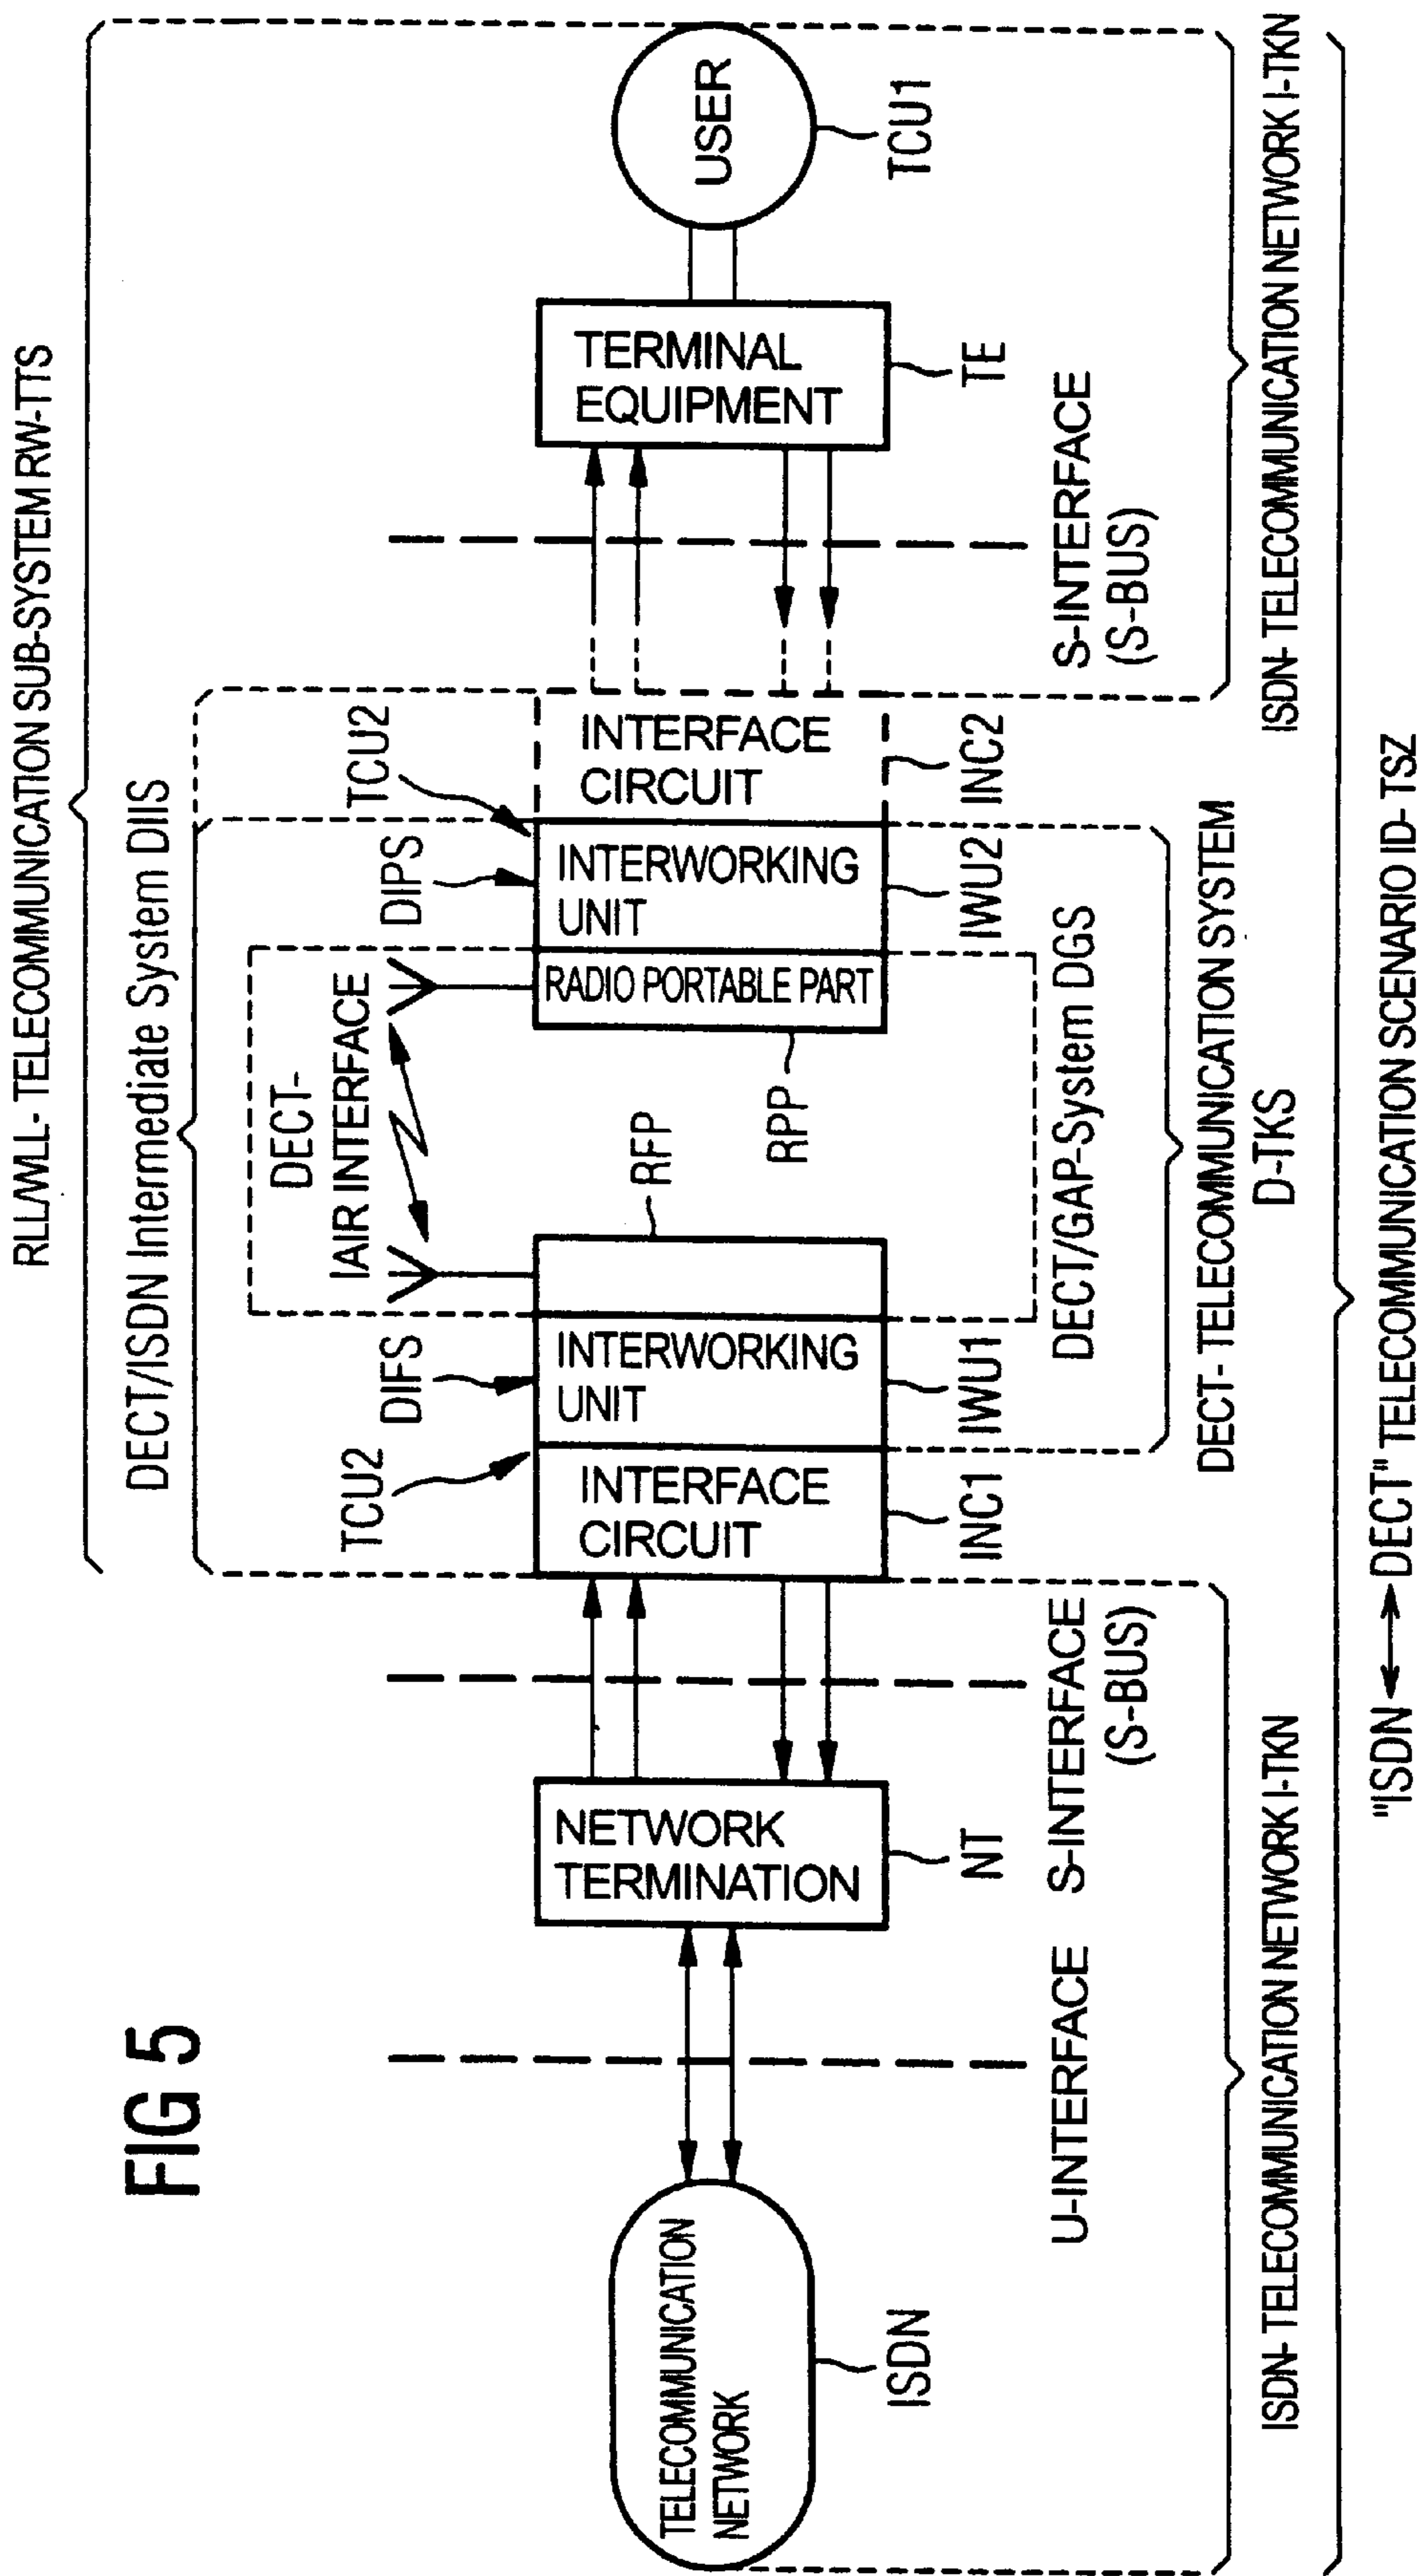 FIG 5
RLL/WLL- TELECOMMUNICATION SUB-SYSTEM RW-TTS
DECT/ISDN Intermediate System DIIS
DECT-
IAIR INTERFACE
TCU2
DIFS
DIPS
TCU2
TELECOMMUNICATION
NETWORK
ISDN
U-INTERFACE
NETWORK
TERMINATION
NT
S-INTERFACE
(S-BUS)
INTERFACE
CIRCUIT
INC1
INTERWORKING
UNIT
IWU1
RFP
RADIO PORTABLE PART
RPP
INTERWORKING
UNIT
IWU2
INTERFACE
CIRCUIT
INC2
S-INTERFACE
(S-BUS)
TERMINAL
EQUIPMENT
TE
USER
TCU1
DECT/GAP-System DGS
DECT- TELECOMMUNICATION SYSTEM
D-TKS
ISDN- TELECOMMUNICATION NETWORK I-TKN
ISDN- TELECOMMUNICATION NETWORK I-TKN
"ISDN ↔ DECT" TELECOMMUNICATION SCENARIO ID- TSZ